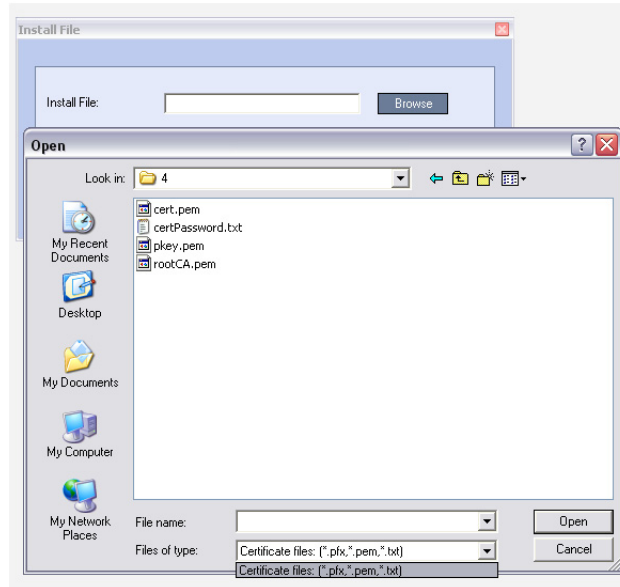 Install File
Install File:
Browse
Open
Look in:
4
My Recent
Documents
Desktop
My Documents
My Computer
My Network
Places
cert.pem
certPassword.txt
pkey.pem
rootCA.pem
File name:
Open
Files of type:
Certificate files: (*.pfx,*.pem,*.txt)
Cancel
Certificate files: (*.pfx,*.pem,*.txt)